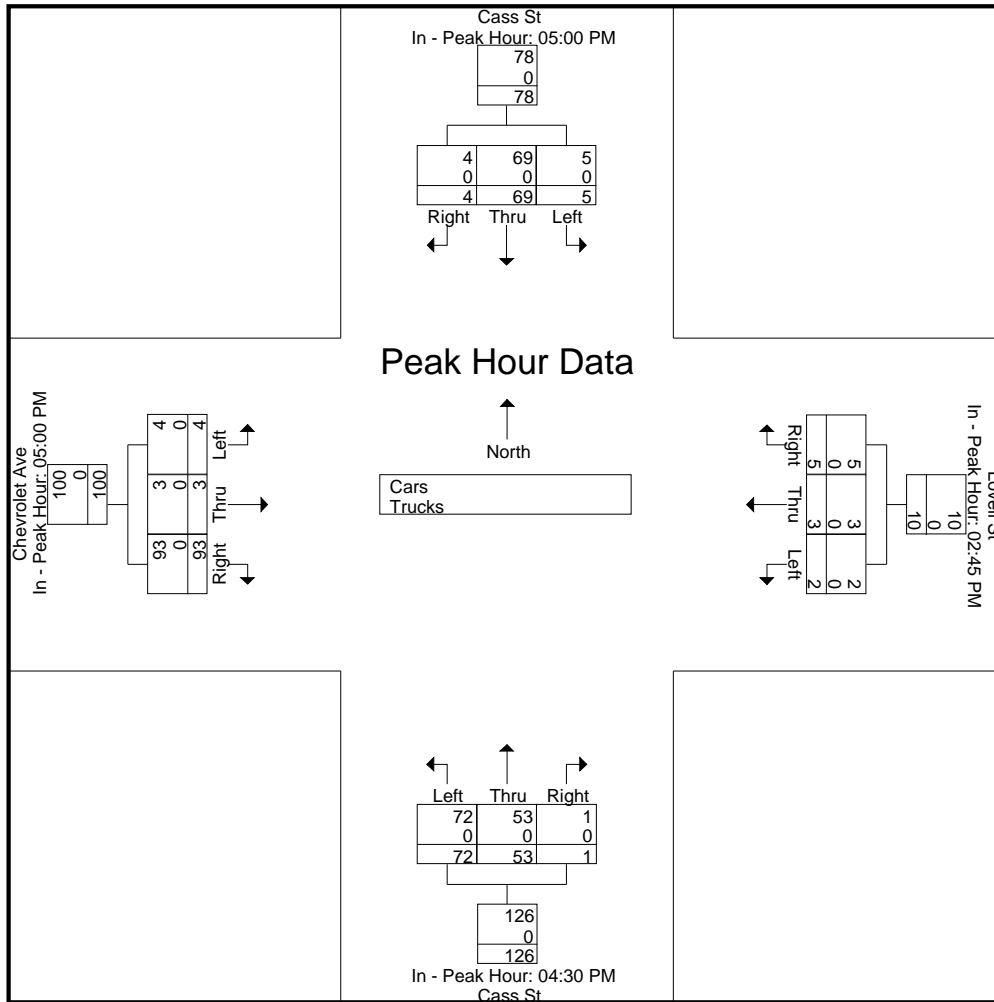 Cass St
In - Peak Hour: 05:00 PM
78
0
78
4 69 5
0 0 0
4 69 5
Right Thru Left
Peak Hour Data
North
Cars
Trucks
Chevrolet Ave
In - Peak Hour: 05:00 PM
100
0
100
4 0 4
3 0 3
93 0 93
Left
Thru
Right
In - Peak Hour: 02:45 PM
10
0
10
5 0 5
3 0 3
2 0 2
Right
Thru
Left
Left Thru Right
72 53 1
0 0 0
72 53 1
126
0
126
In - Peak Hour: 04:30 PM
Cass St